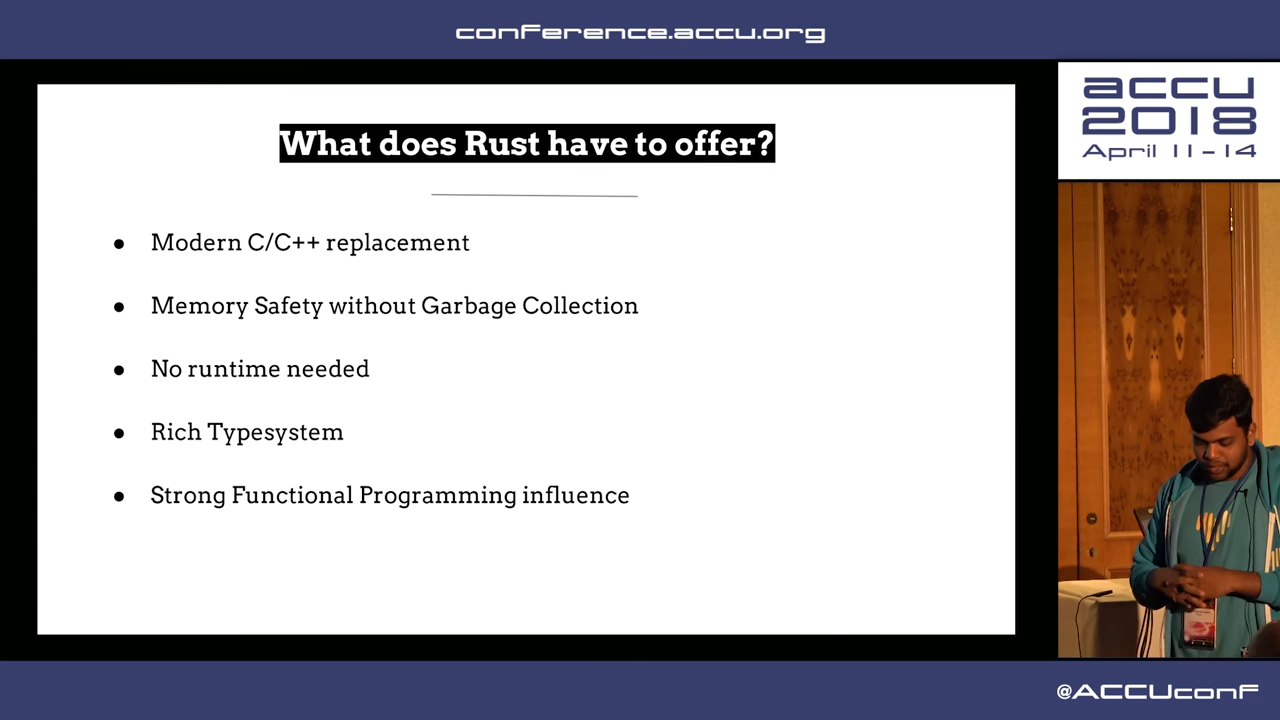 conference.accu.org
accu
2018
April 11-14
What does Rust have to offer?
● Modern C/C++ replacement
● Memory Safety without Garbage Collection
● No runtime needed
● Rich Typesystem
● Strong Functional Programming influence
@ACCUconf